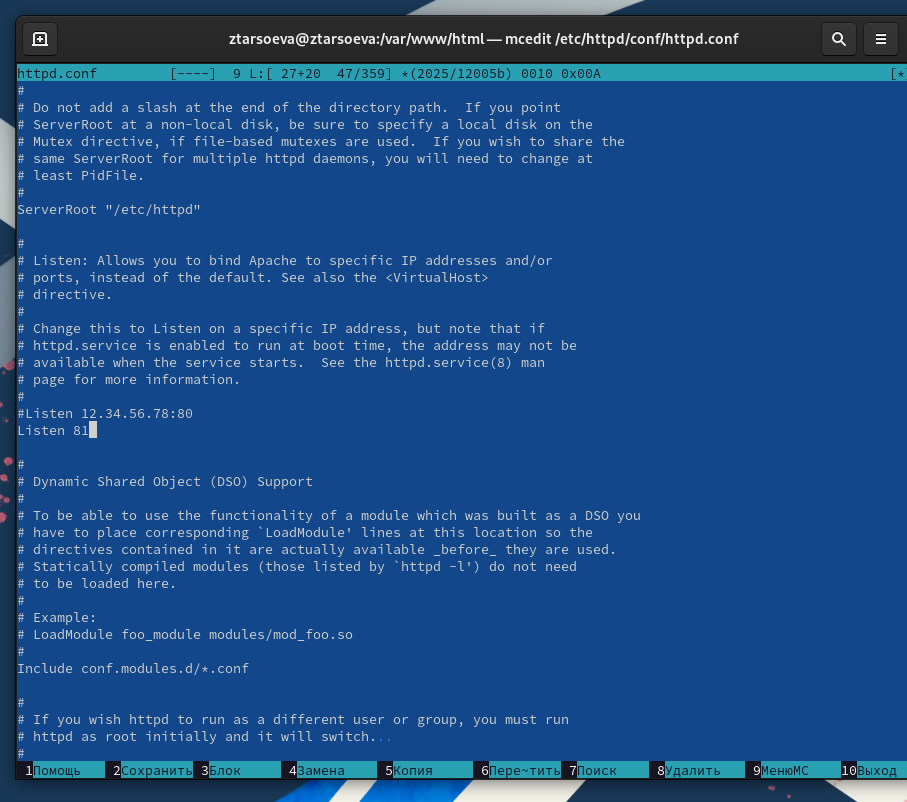 ztarsoeva@ztarsoeva:/var/www/html — mcedit /etc/httpd/conf/httpd.conf
httpd.conf [----] 9 L:[ 27+20 47/359] *(2025/12005b) 0010 0x00A [*
#
# Do not add a slash at the end of the directory path.  If you point
# ServerRoot at a non-local disk, be sure to specify a local disk on the
# Mutex directive, if file-based mutexes are used.  If you wish to share the
# same ServerRoot for multiple httpd daemons, you will need to change at
# least PidFile.
#
ServerRoot "/etc/httpd"
#
# Listen: Allows you to bind Apache to specific IP addresses and/or
# ports, instead of the default. See also the <VirtualHost>
# directive.
#
# Change this to Listen on a specific IP address, but note that if
# httpd.service is enabled to run at boot time, the address may not be
# available when the service starts.  See the httpd.service(8) man
# page for more information.
#
#Listen 12.34.56.78:80
Listen 81
#
# Dynamic Shared Object (DSO) Support
#
# To be able to use the functionality of a module which was built as a DSO you
# have to place corresponding `LoadModule' lines at this location so the
# directives contained in it are actually available _before_ they are used.
# Statically compiled modules (those listed by `httpd -l') do not need
# to be loaded here.
#
# Example:
# LoadModule foo_module modules/mod_foo.so
#
Include conf.modules.d/*.conf
#
# If you wish httpd to run as a different user or group, you must run
# httpd as root initially and it will switch...
#
1Помощь 2Сохранить 3Блок 4Замена 5Копия 6Пере~тить 7Поиск 8Удалить 9МенюМС 10Выход